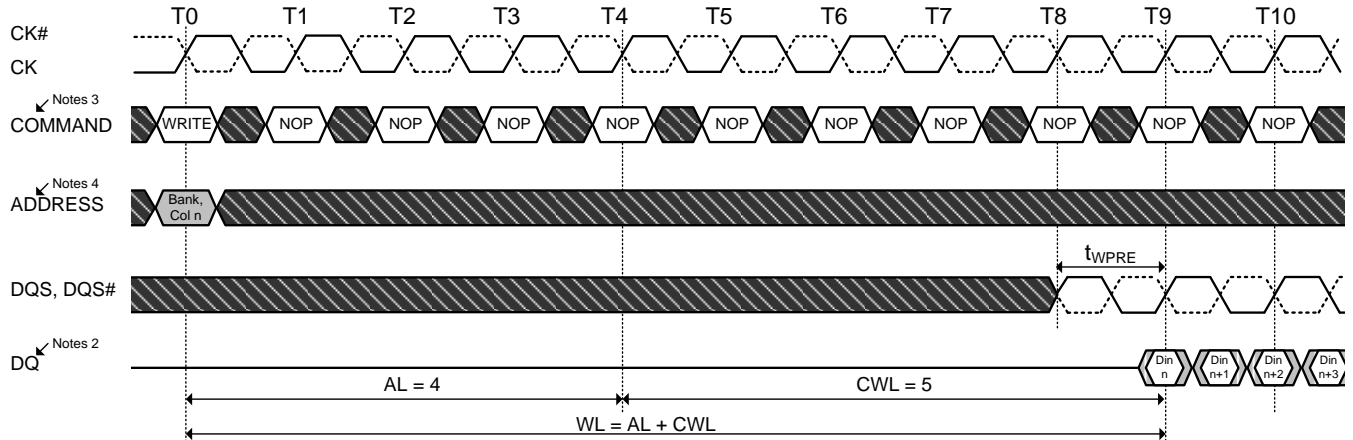 T0 T1 T2 T3 T4 T5 T6 T7 T8 T9 T10
CK#
CK
Notes 3
COMMAND WRITE NOP NOP NOP NOP NOP NOP NOP NOP NOP NOP
Notes 4
ADDRESS
Bank,
Col n
tWPRE
DQS, DQS#
Notes 2
DQ
Din n
Din n+1
Din n+2
Din n+3
AL = 4 CWL = 5
WL = AL + CWL